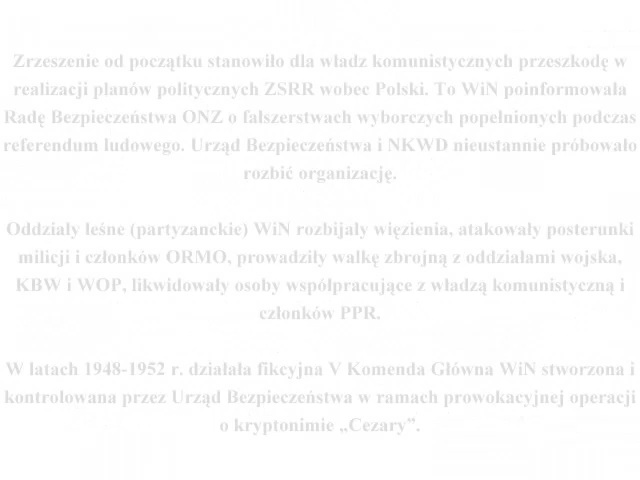 Zrzeszenie od początku stanowiło dla władz komunistycznych przeszkodę w
realizacji planów politycznych ZSRR wobec Polski. To WiN poinformowała
Radę Bezpieczeństwa ONZ o fałszerstwach wyborczych popełnionych podczas
referendum ludowego. Urząd Bezpieczeństwa i NKWD nieustannie próbowało
rozbić organizację.
Oddziały leśne (partyzanckie) WiN rozbijały więzienia, atakowały posterunki
milicji i członków ORMO, prowadziły walkę zbrojną z oddziałami wojska,
KBW i WOP, likwidowały osoby współpracujące z władzą komunistyczną i
członków PPR.
W latach 1948-1952 r. działała fikcyjna V Komenda Główna WiN stworzona i
kontrolowana przez Urząd Bezpieczeństwa w ramach prowokacyjnej operacji
o kryptonimie „Cezary”.